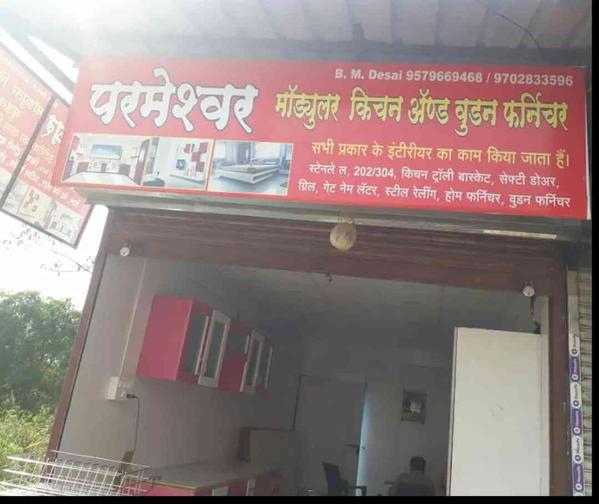 B. M. Desai 9579669468 / 9702833596
परमेश्वर मॉड्युलर किचन अ‍ॅण्ड वुडन फर्निचर
सभी प्रकार के इंटीरीयर का काम किया जाता हैं।
स्टेनले ल, 202/304, किचन ट्रॉली बास्केट, सेफ्टी डोअर,
ग्रिल, गेट नेम लॅटर, स्टील रेलींग, होम फर्निचर, वुडन फर्निचर